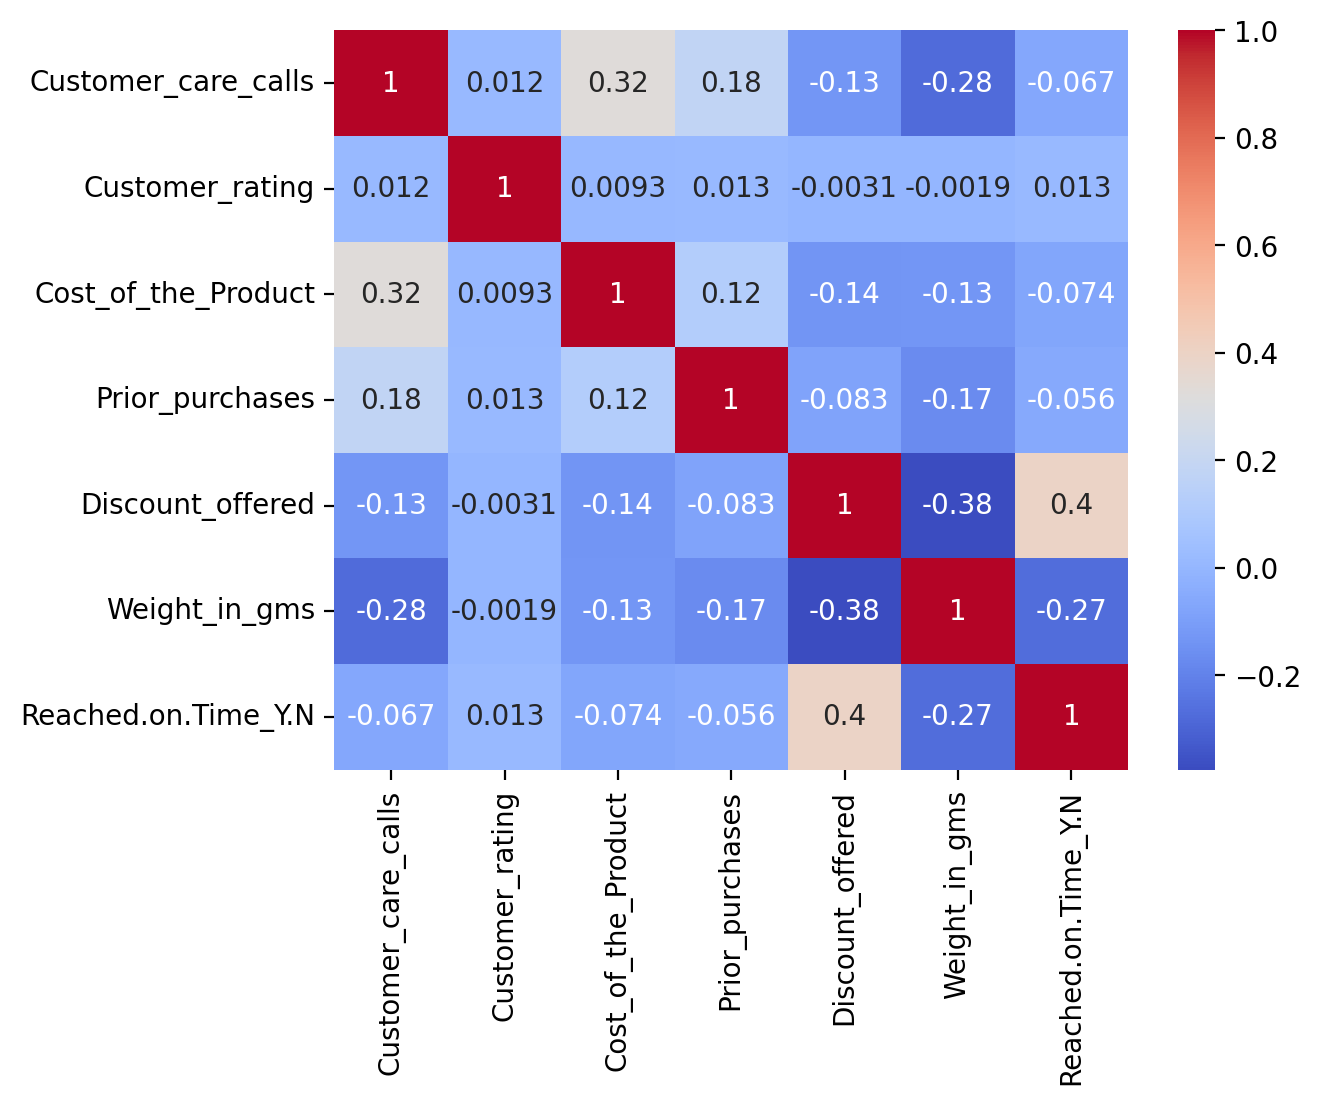 Customer_care_calls 1 0.012 0.32 0.18 -0.13 -0.28 -0.067
Customer_rating 0.012 1 0.0093 0.013 -0.0031 -0.0019 0.013
Cost_of_the_Product 0.32 0.0093 1 0.12 -0.14 -0.13 -0.074
Prior_purchases 0.18 0.013 0.12 1 -0.083 -0.17 -0.056
Discount_offered -0.13 -0.0031 -0.14 -0.083 1 -0.38 0.4
Weight_in_gms -0.28 -0.0019 -0.13 -0.17 -0.38 1 -0.27
Reached.on.Time_Y.N -0.067 0.013 -0.074 -0.056 0.4 -0.27 1
Customer_care_calls
Customer_rating
Cost_of_the_Product
Prior_purchases
Discount_offered
Weight_in_gms
Reached.on.Time_Y.N
1.0
0.8
0.6
0.4
0.2
0.0
−0.2